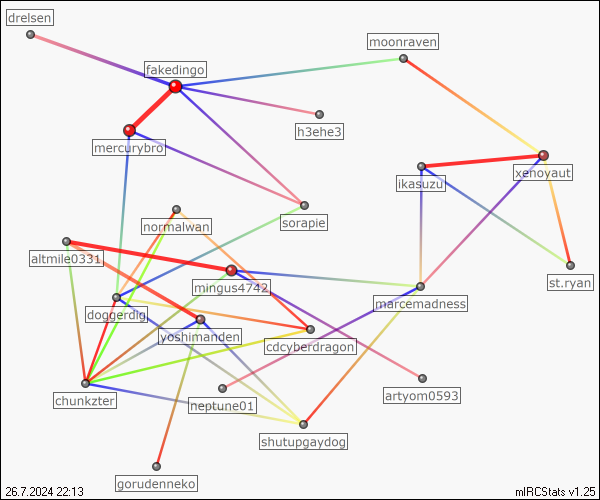 drelsen
moonraven
fakedingo
h3ehe3
mercurybro
xenoyaut
ikasuzu
sorapie
normalwan
altmile0331
st.ryan
mingus4742
marcemadness
doggerdig
yoshimanden
cdcyberdragon
artyom0593
chunkzter
neptune01
shutupgaydog
gorudenneko
26.7.2024 22:13
mIRCStats v1.25